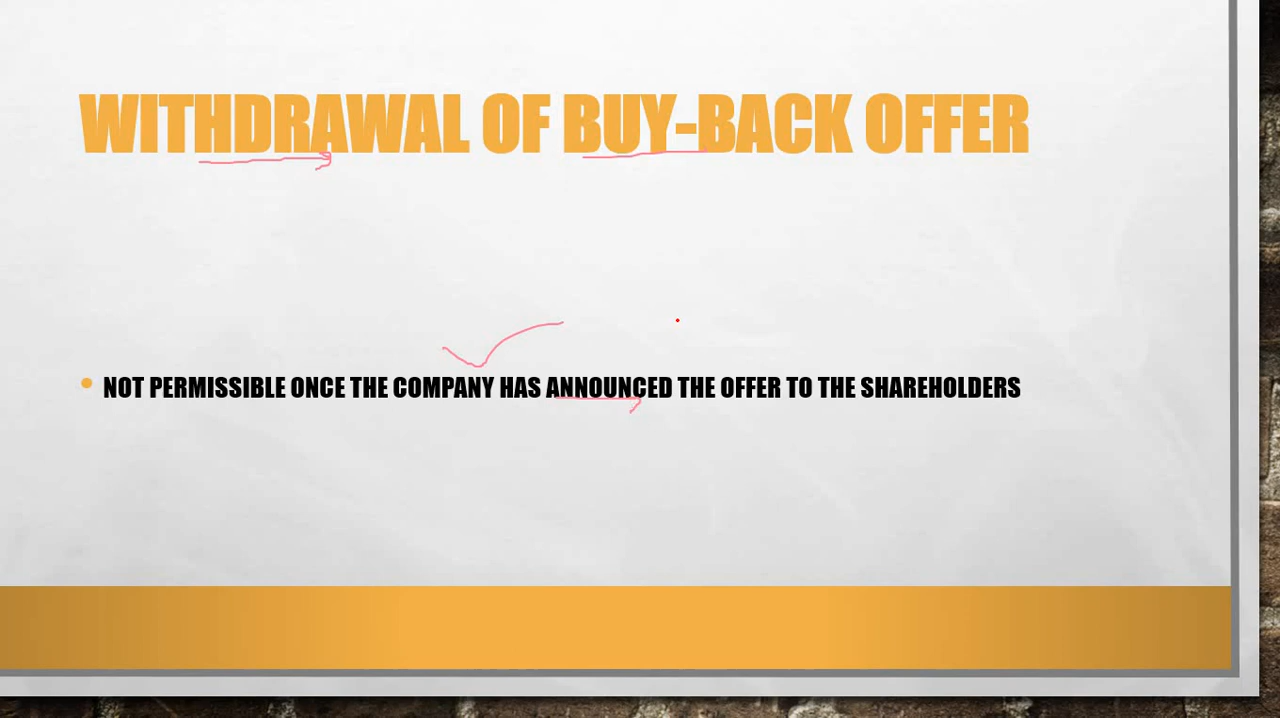 WITHDRAWAL OF BUY-BACK OFFER
NOT PERMISSIBLE ONCE THE COMPANY HAS ANNOUNCED THE OFFER TO THE SHAREHOLDERS